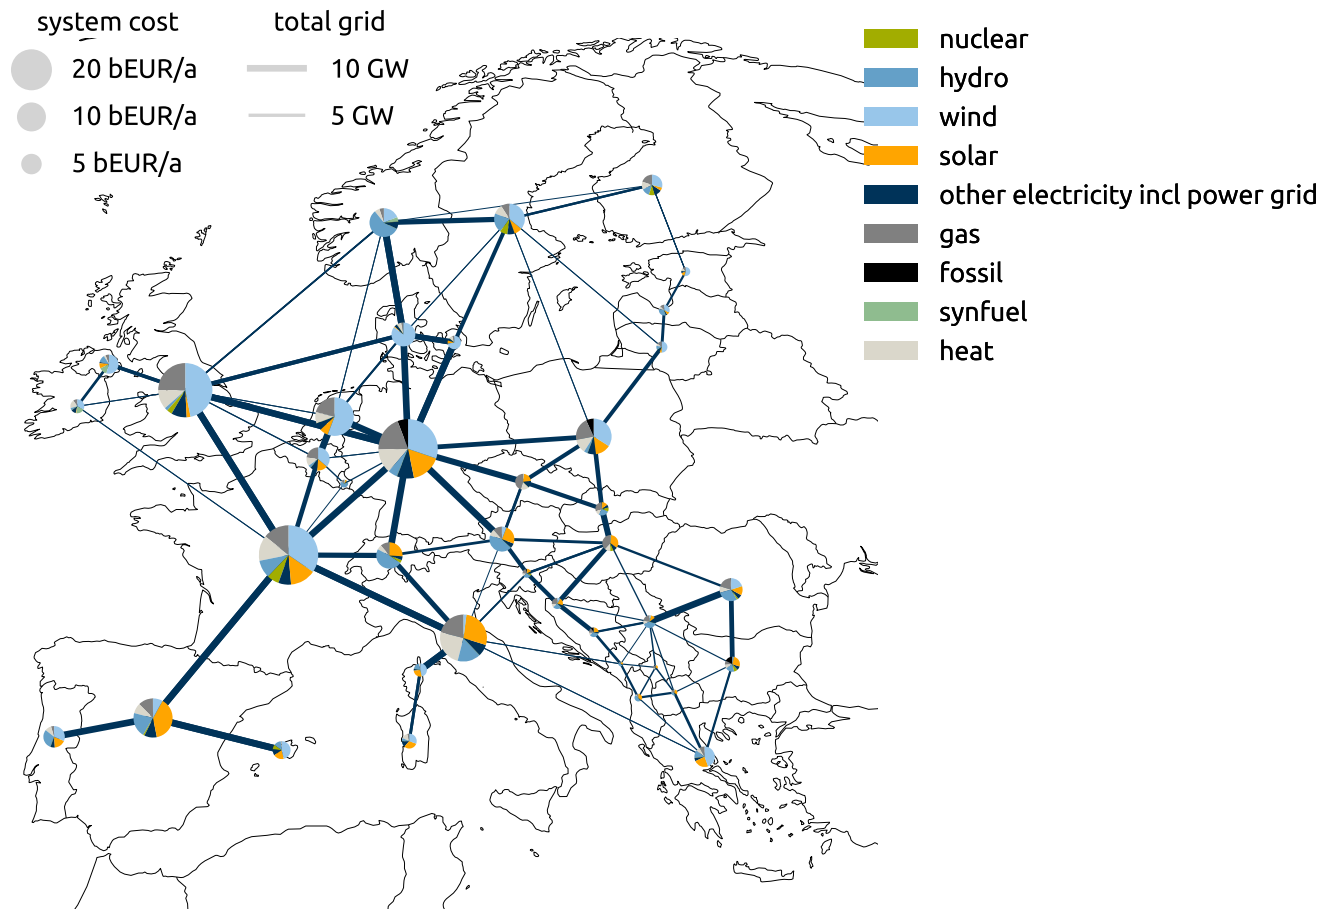 system cost
20 bEUR/a
10 bEUR/a
5 bEUR/a
total grid
10 GW
5 GW
nuclear
hydro
wind
solar
other electricity incl power grid
gas
fossil
synfuel
heat